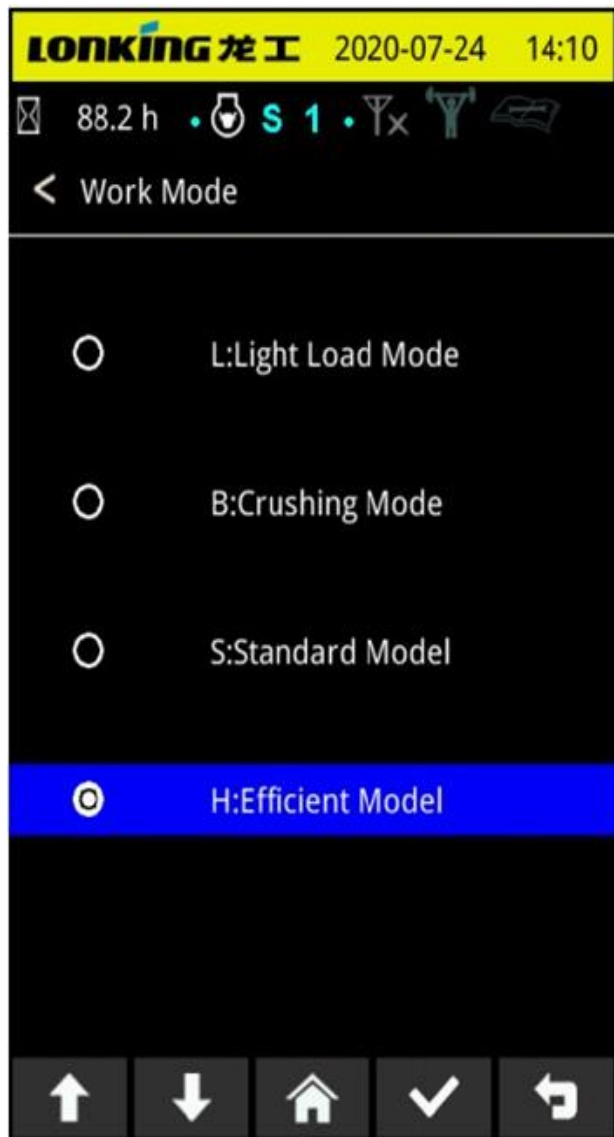 LONKING龙工 2020-07-24 14:10
88.2 h S 1
< Work Mode
L:Light Load Mode
B:Crushing Mode
S:Standard Model
H:Efficient Model